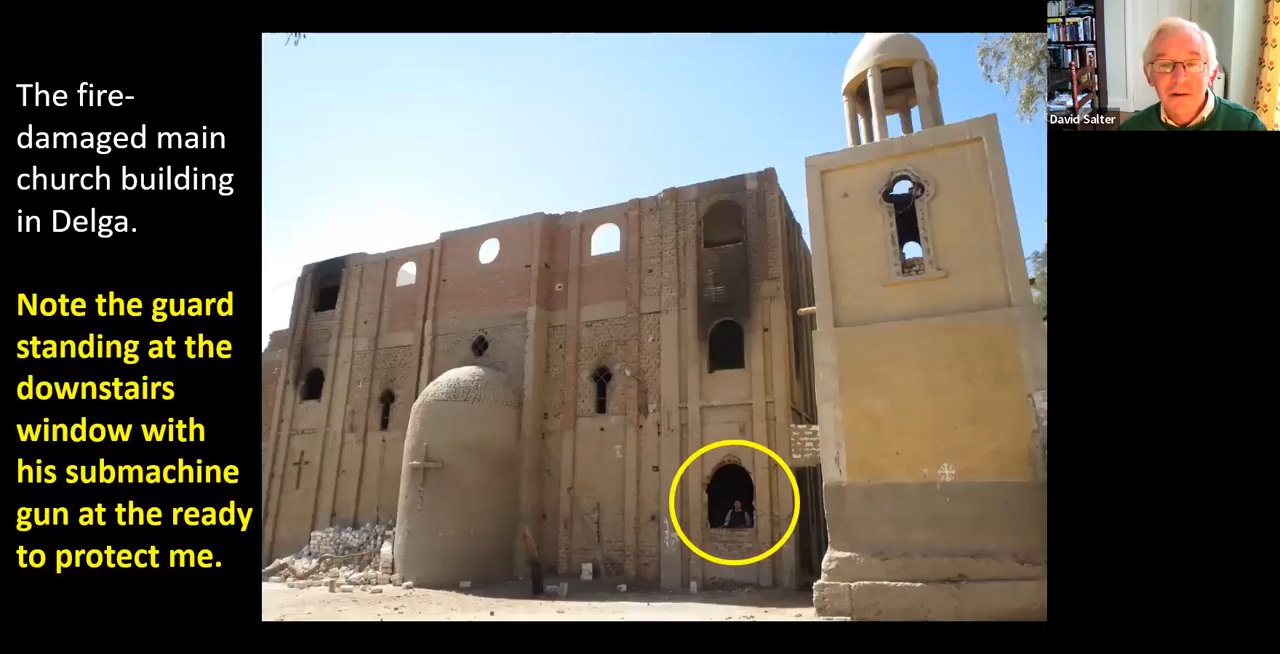 The fire-
damaged main
church building
in Delga.
Note the guard
standing at the
downstairs
window with
his submachine
gun at the ready
to protect me.
David Salter